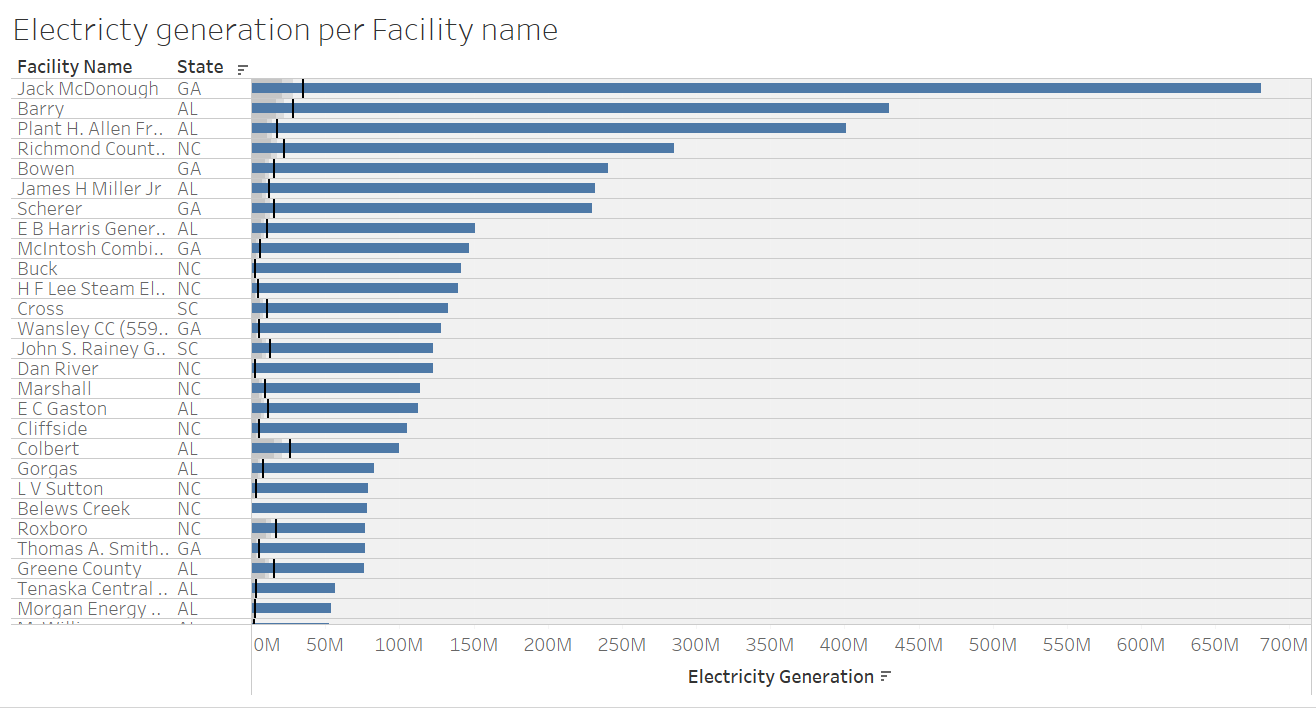 Electricty generation per Facility name
Facility Name State
Jack McDonough GA
Barry AL
Plant H. Allen Fr.. AL
Richmond Count.. NC
Bowen GA
James H Miller Jr AL
Scherer GA
E B Harris Gener.. AL
McIntosh Combi.. GA
Buck NC
H F Lee Steam El.. NC
Cross SC
Wansley CC (559.. GA
John S. Rainey G.. SC
Dan River NC
Marshall NC
E C Gaston AL
Cliffside NC
Colbert AL
Gorgas AL
L V Sutton NC
Belews Creek NC
Roxboro NC
Thomas A. Smith.. GA
Greene County AL
Tenaska Central .. AL
Morgan Energy .. AL
0M 50M 100M 150M 200M 250M 300M 350M 400M 450M 500M 550M 600M 650M 700M
Electricity Generation